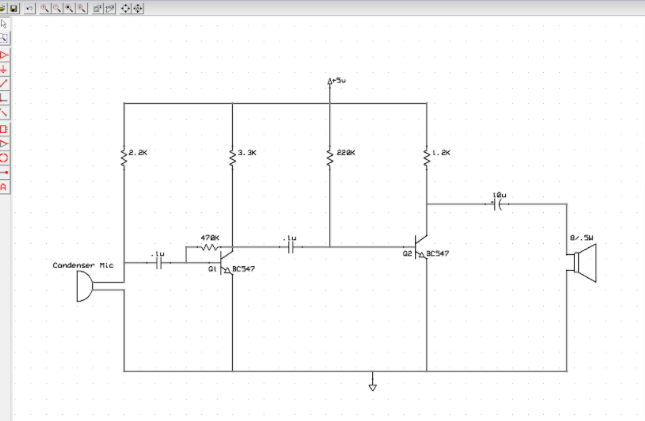 +5v
2.2K
3.3K
220K
1.2K
10u
470K
.1u
8/.5W
.1u
Condenser Mic
Q1
BC547
Q2
BC547